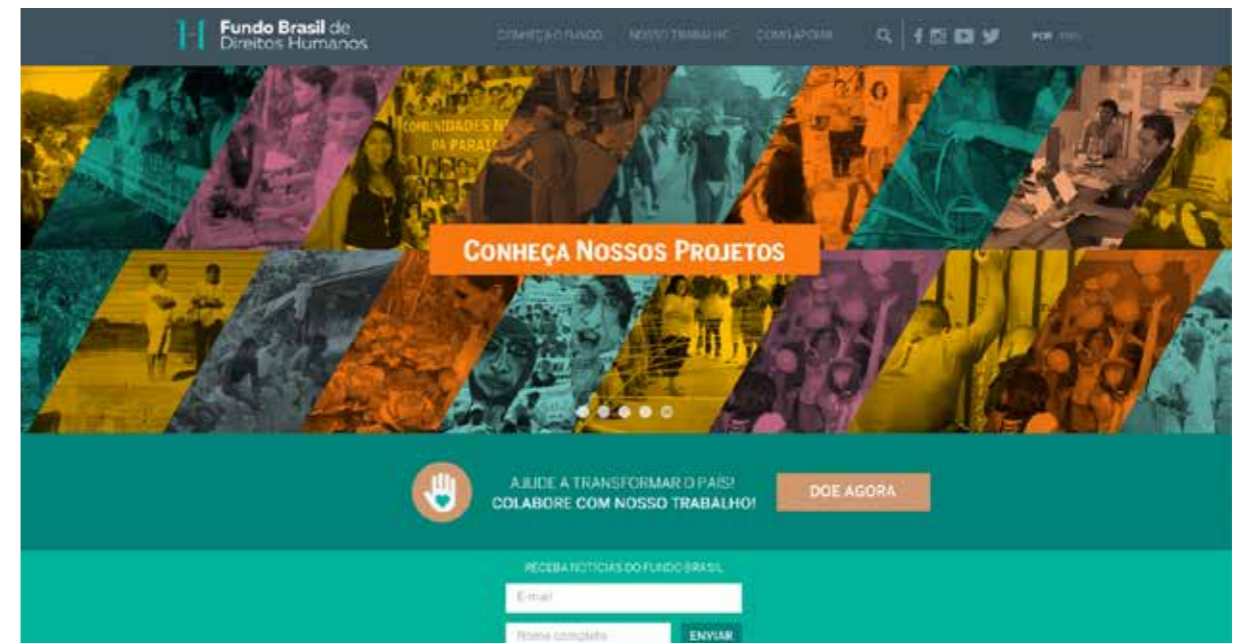 Fundo Brasil de
Direitos Humanos
CONHEÇA O FUNDO NOSSO TRABALHO COMO APOIAR
POR
COMUNIDADES
DA
CONHEÇA NOSSOS PROJETOS
AJUDE A TRANSFORMAR O PAÍS!
COLABORE COM NOSSO TRABALHO!
DOE AGORA
RECEBA NOTÍCIAS DO FUNDO BRASIL
E-mail
Nome completo
ENVIAR